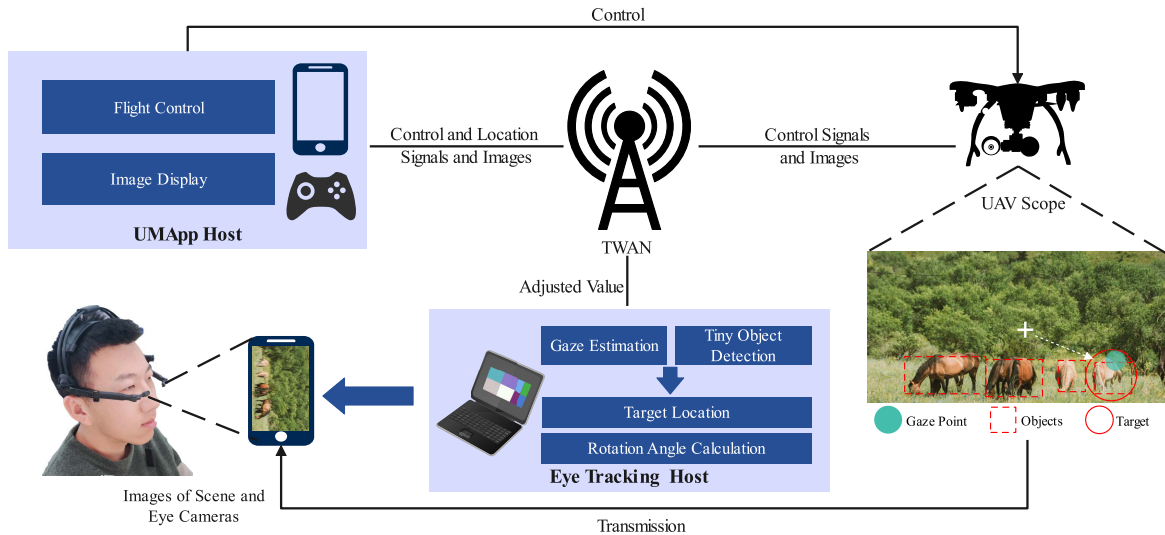 Control
Flight Control
Image Display
UMApp Host
Control and Location
Signals and Images
TWAN
Control Signals
and Images
UAV Scope
Adjusted Value
Gaze Estimation
Tiny Object
Detection
Target Location
Rotation Angle Calculation
Eye Tracking Host
Gaze Point
Objects
Target
Images of Scene and
Eye Cameras
Transmission